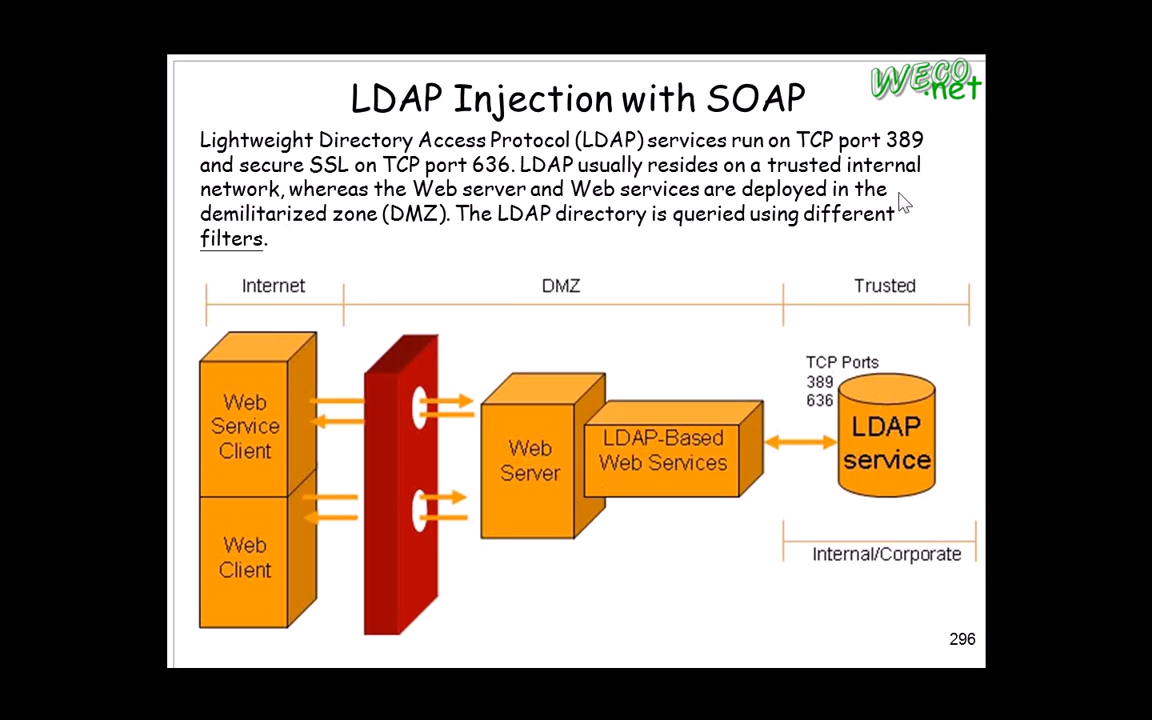 LDAP Injection with SOAP
WECO
.net
Lightweight Directory Access Protocol (LDAP) services run on TCP port 389
and secure SSL on TCP port 636. LDAP usually resides on a trusted internal
network, whereas the Web server and Web services are deployed in the
demilitarized zone (DMZ). The LDAP directory is queried using different
filters.
Internet
DMZ
Trusted
TCP Ports
389
636
Web
Service
Client
Web
Server
LDAP-Based
Web Services
LDAP
service
Web
Client
Internal/Corporate
296